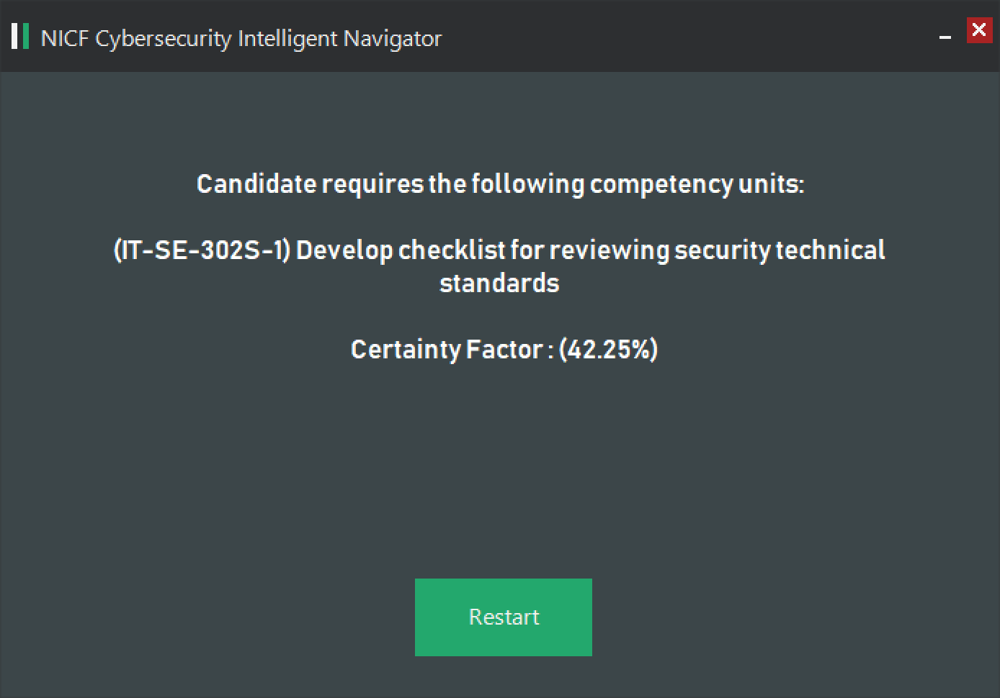 NICF Cybersecurity Intelligent Navigator
Candidate requires the following competency units:
(IT-SE-302S-1) Develop checklist for reviewing security technical
standards
Certainty Factor : (42.25%)
Restart